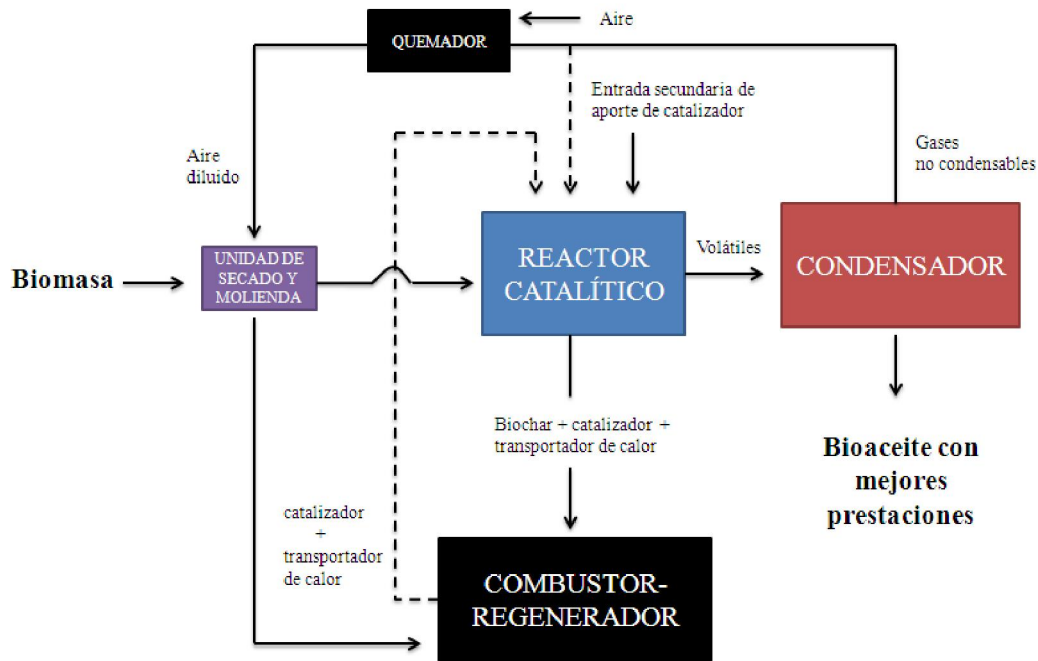 Aire
QUEMADOR
Entrada secundaria de
aporte de catalizador
Gases
no condensables
Aire
diluido
Biomasa
UNIDAD DE
SECADO Y
MOLIENDA
REACTOR
CATALÍTICO
Volátiles
CONDENSADOR
Biochar + catalizador +
transportador de calor
Bioaceite con
mejores
prestaciones
catalizador
+
transportador
de calor
COMBUSTOR-
REGENERADOR